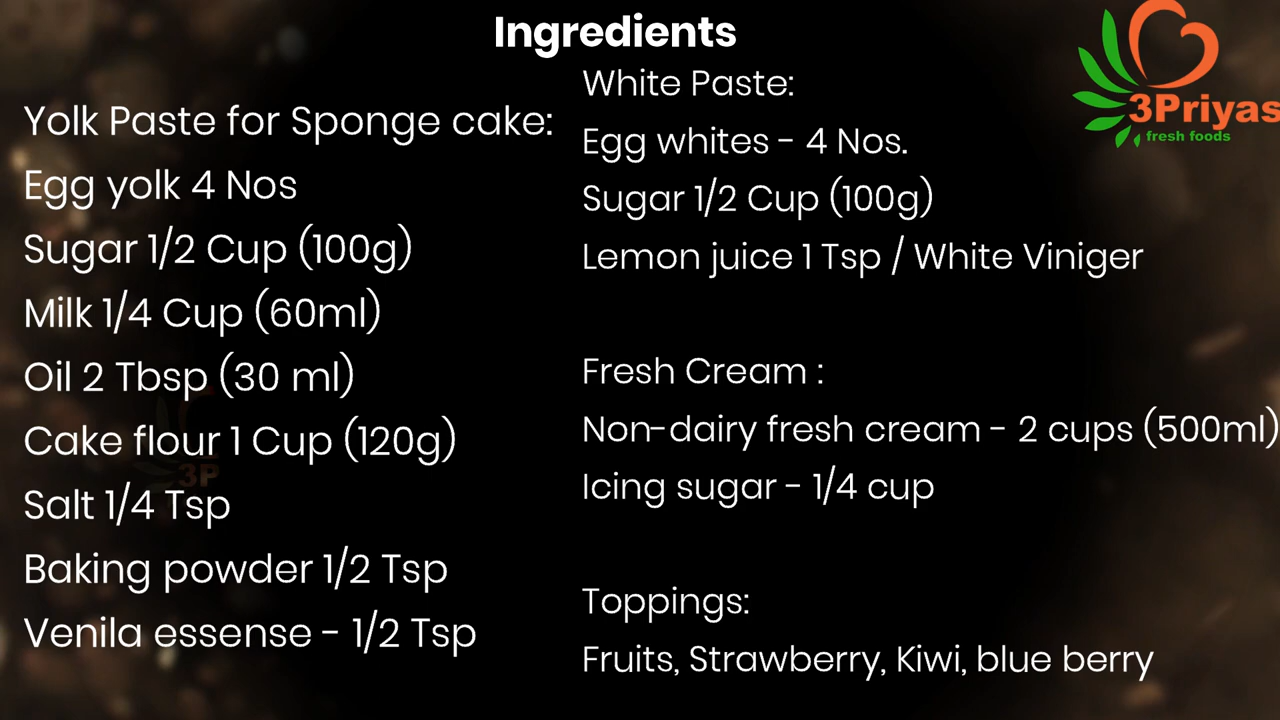 Ingredients
Yolk Paste for Sponge cake:
Egg yolk 4 Nos
Sugar 1/2 Cup (100g)
Milk 1/4 Cup (60ml)
Oil 2 Tbsp (30 ml)
Cake flour 1 Cup (120g)
Salt 1/4 Tsp
Baking powder 1/2 Tsp
Venila essense - 1/2 Tsp
White Paste:
Egg whites - 4 Nos.
Sugar 1/2 Cup (100g)
Lemon juice 1 Tsp / White Viniger
Fresh Cream :
Non-dairy fresh cream - 2 cups (500ml)
Icing sugar - 1/4 cup
Toppings:
Fruits, Strawberry, Kiwi, blue berry
3Priyas
fresh foods
3P